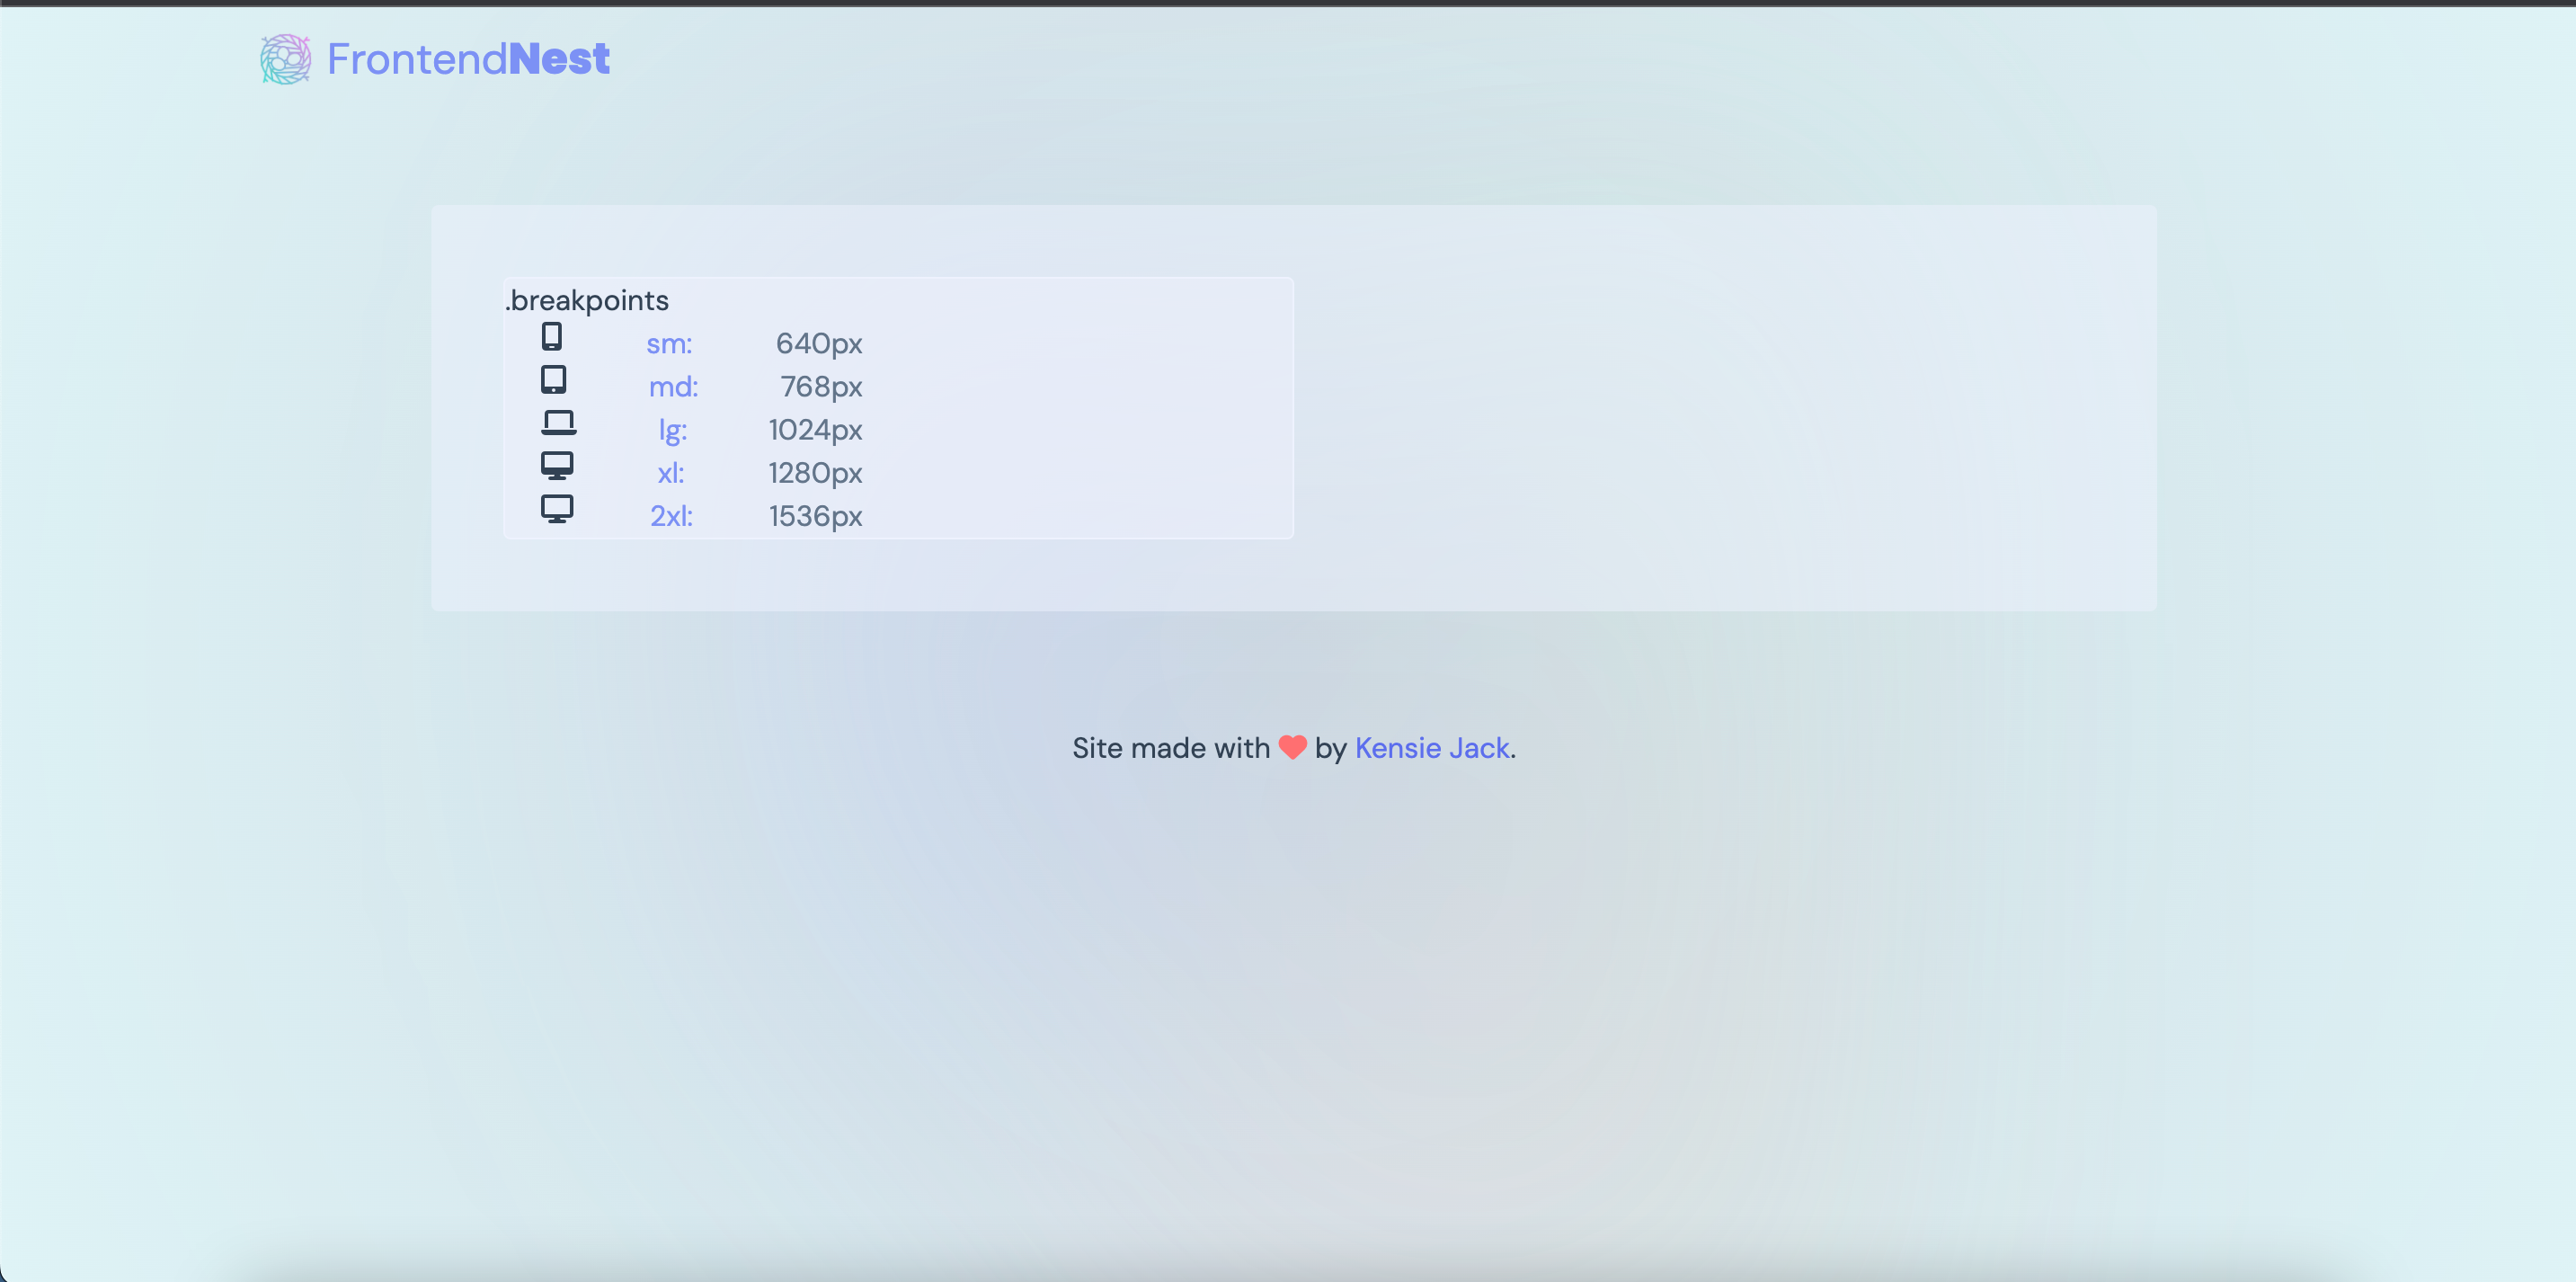 FrontendNest
.breakpoints
sm: 640px
md: 768px
lg: 1024px
xl: 1280px
2xl: 1536px
Site made with ❤ by Kensie Jack.